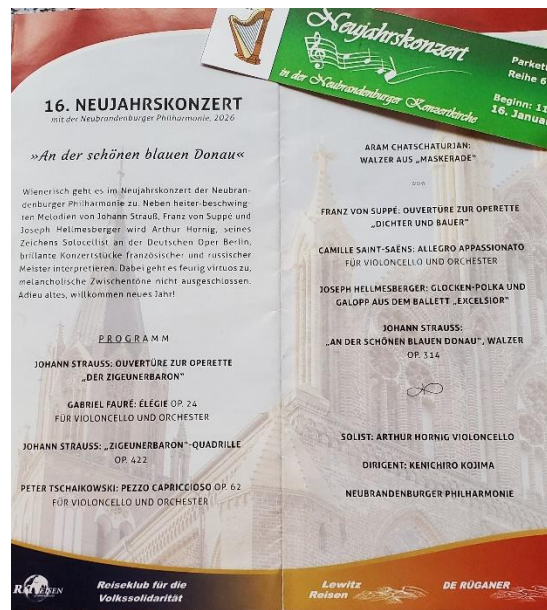 Neujahrskonzert
in der Neubrandenburger Konzertkirche
Reihe 6
Beginn: 11
16. Januar
16. NEUJAHRSKONZERT
mit der Neubrandenburger Philharmonie, 2026
»An der schönen blauen Donau«
Wienerisch geht es im Neujahrskonzert der Neubran-
denburger Philharmonie zu. Neben heiter-beschwing-
ten Melodien von Johann Strauß, Franz von Suppé und
Joseph Hellmesberger wird Arthur Hornig, seines
Zeichens Solocellist an der Deutschen Oper Berlin,
brillante Konzertstücke französischer und russischer
Meister interpretieren. Dabei geht es feurig virtuos zu,
melancholische Zwischentöne nicht ausgeschlossen.
Adieu altes, willkommen neues Jahr!
PROGRAMM
JOHANN STRAUSS: OUVERTÜRE ZUR OPERETTE
„DER ZIGEUNERBARON"
GABRIEL FAURÉ: ÉLÉGIE OP. 24
FÜR VIOLONCELLO UND ORCHESTER
JOHANN STRAUSS: „ZIGEUNERBARON"-QUADRILLE
OP. 422
PETER TSCHAIKOWSKI: PEZZO CAPRICCIOSO OP. 62
FÜR VIOLONCELLO UND ORCHESTER
ARAM CHATSCHATURJAN:
WALZER AUS „MASKERADE"
FRANZ VON SUPPÉ: OUVERTÜRE ZUR OPERETTE
„DICHTER UND BAUER"
CAMILLE SAINT-SAËNS: ALLEGRO APPASSIONATO
FÜR VIOLONCELLO UND ORCHESTER
JOSEPH HELLMESBERGER: GLOCKEN-POLKA UND
GALOPP AUS DEM BALLETT „EXCELSIOR"
JOHANN STRAUSS:
„AN DER SCHÖNEN BLAUEN DONAU", WALZER
OP. 314
SOLIST: ARTHUR HORNIG VIOLONCELLO
DIRIGENT: KENICHIRO KOJIMA
NEUBRANDENBURGER PHILHARMONIE
Reiseklub für die
Volkssolidarität
Lewitz
Reisen
DE RÜGANER